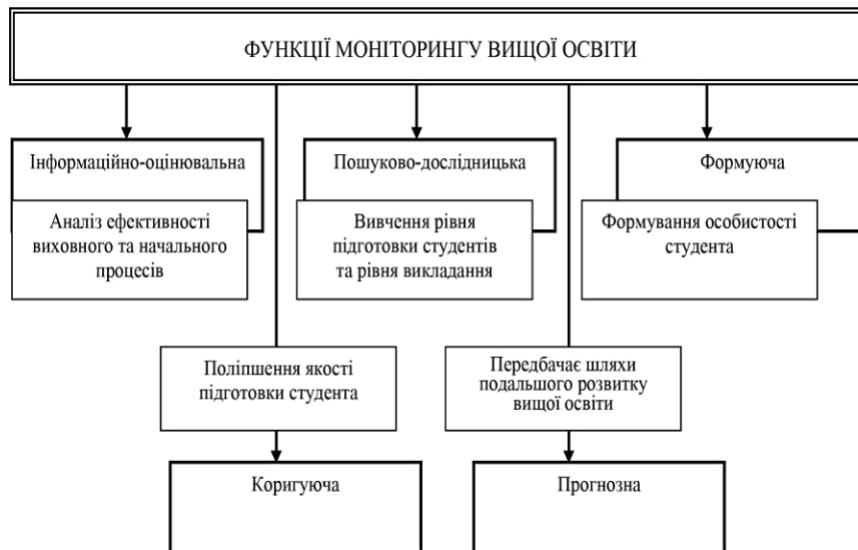 ФУНКЦІЇ МОНІТОРИНГУ ВИЩОЇ ОСВІТИ
Інформаційно-оцінювальна
Аналіз ефективності
виховного та начального
процесів
Пошуково-дослідницька
Вивчення рівня
підготовки студентів
та рівня викладання
Формуюча
Формування особистості
студента
Поліпшення якості
підготовки студента
Коригуюча
Передбачає шляхи
подальшого розвитку
вищої освіти
Прогнозна